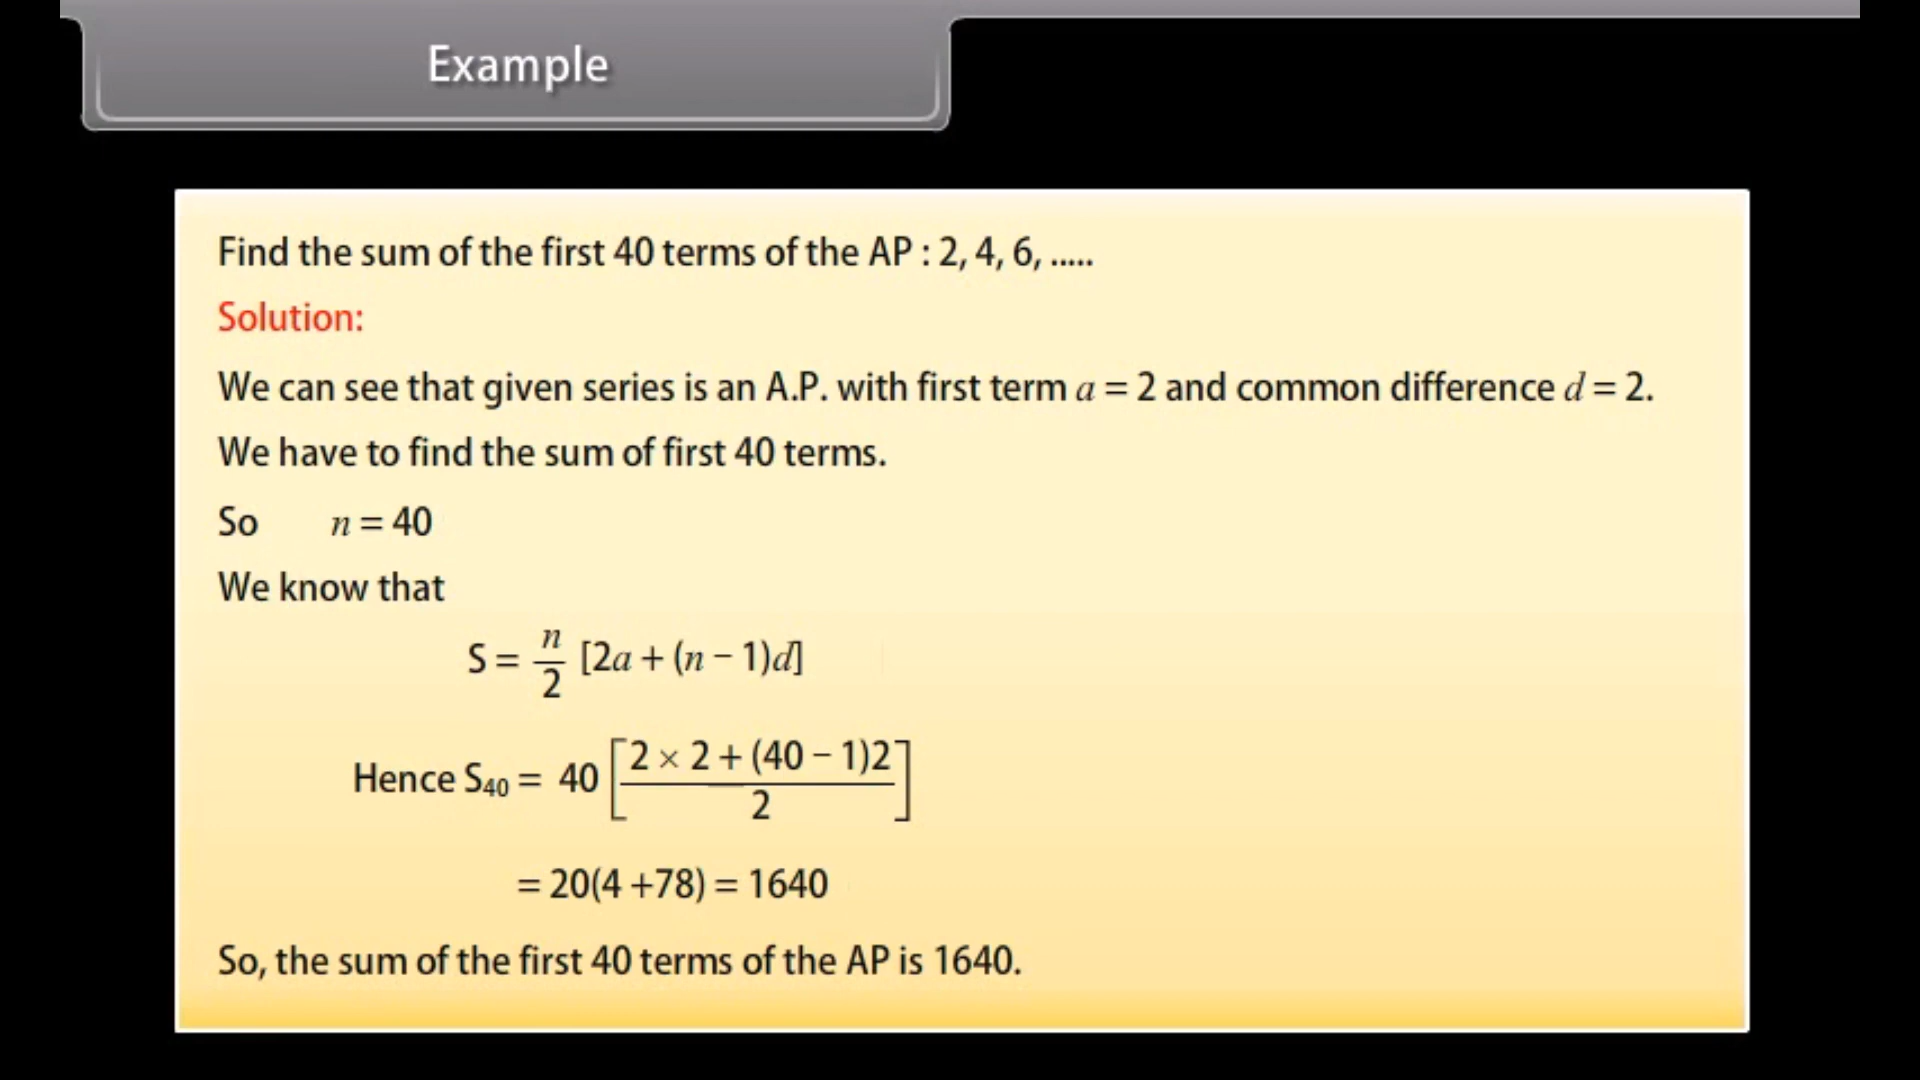 Example
Find the sum of the first 40 terms of the AP : 2, 4, 6, .....
Solution:
We can see that given series is an A.P. with first term a = 2 and common difference d = 2.
We have to find the sum of first 40 terms.
So n = 40
We know that
S = n/2 [2a + (n − 1)d]
Hence S₄₀ = 40 [2 × 2 + (40 − 1)2 / 2]
= 20(4 +78) = 1640
So, the sum of the first 40 terms of the AP is 1640.